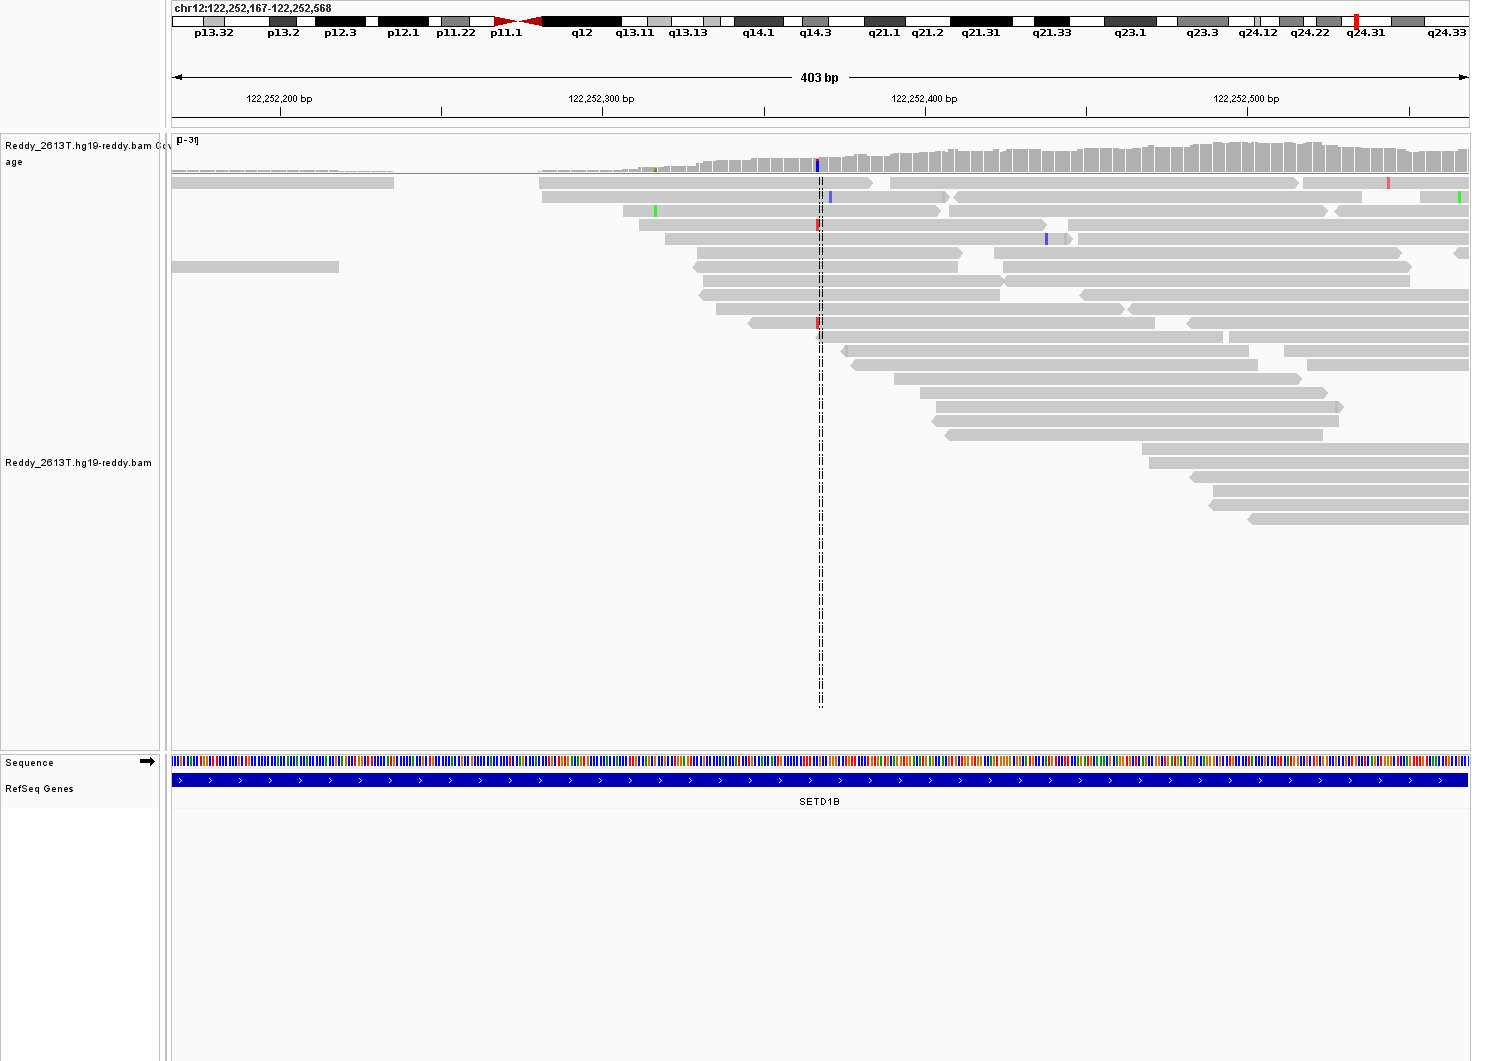 chr12:122,252,167-122,252,568
p13.32 p13.2 p12.3 p12.1 p11.22 p11.1 q12 q13.11 q13.13 q14.1 q14.3 q21.1 q21.2 q21.31 q21.33 q23.1 q23.3 q24.12 q24.22 q24.31 q24.33
403 bp
122,252,200 bp 122,252,300 bp 122,252,400 bp 122,252,500 bp
[0-31]
Reddy_2613T.hg19-reddy.bam Cov
age
Reddy_2613T.hg19-reddy.bam
Sequence
RefSeq Genes
SETD1B